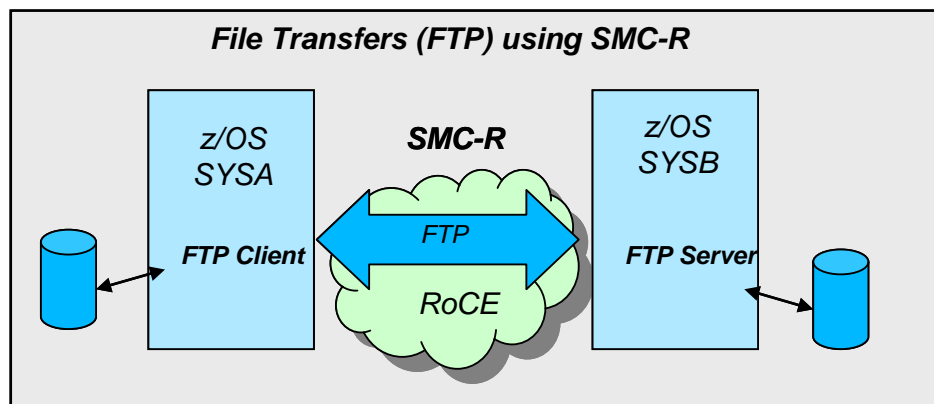 File Transfers (FTP) using SMC-R
z/OS
SYSA
FTP Client
SMC-R
FTP
RoCE
z/OS
SYSB
FTP Server